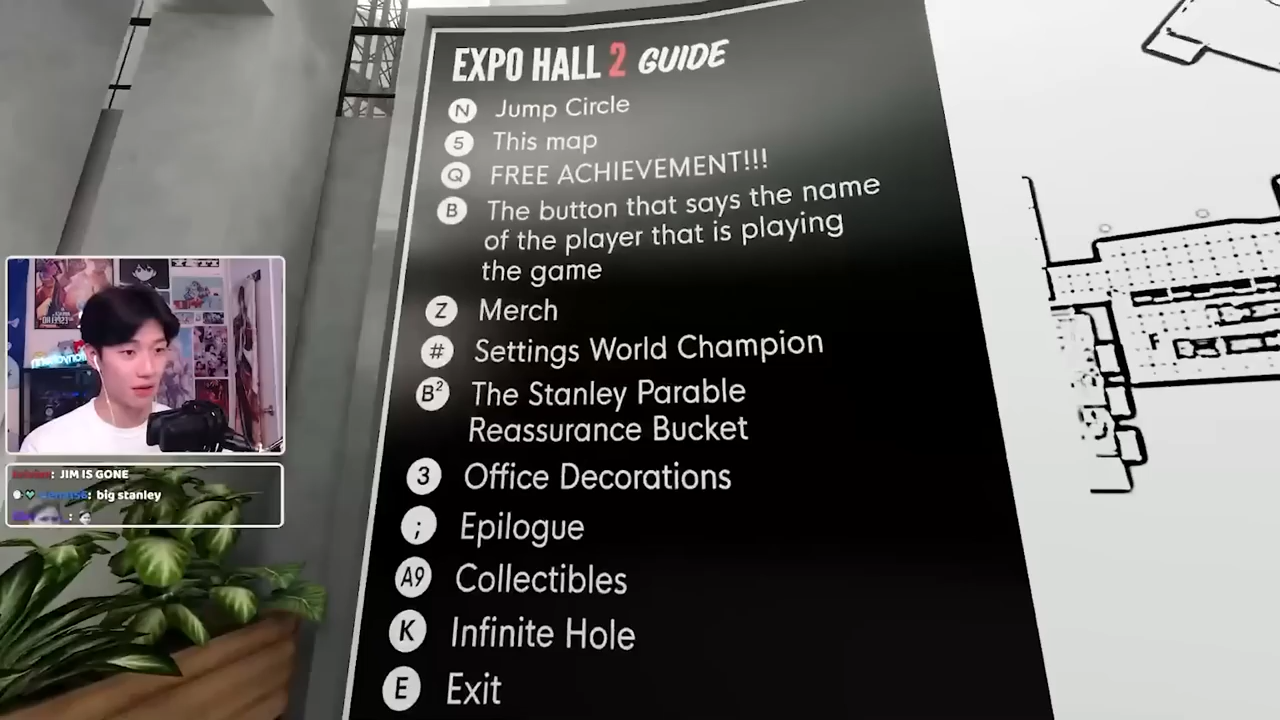 EXPO HALL 2 GUIDE
N Jump Circle
5 This map
Q FREE ACHIEVEMENT!!!
B The button that says the name
of the player that is playing
the game
Z Merch
# Settings World Champion
B² The Stanley Parable
Reassurance Bucket
3 Office Decorations
; Epilogue
A9 Collectibles
K Infinite Hole
E Exit
F
: JIM IS GONE
: big stanley